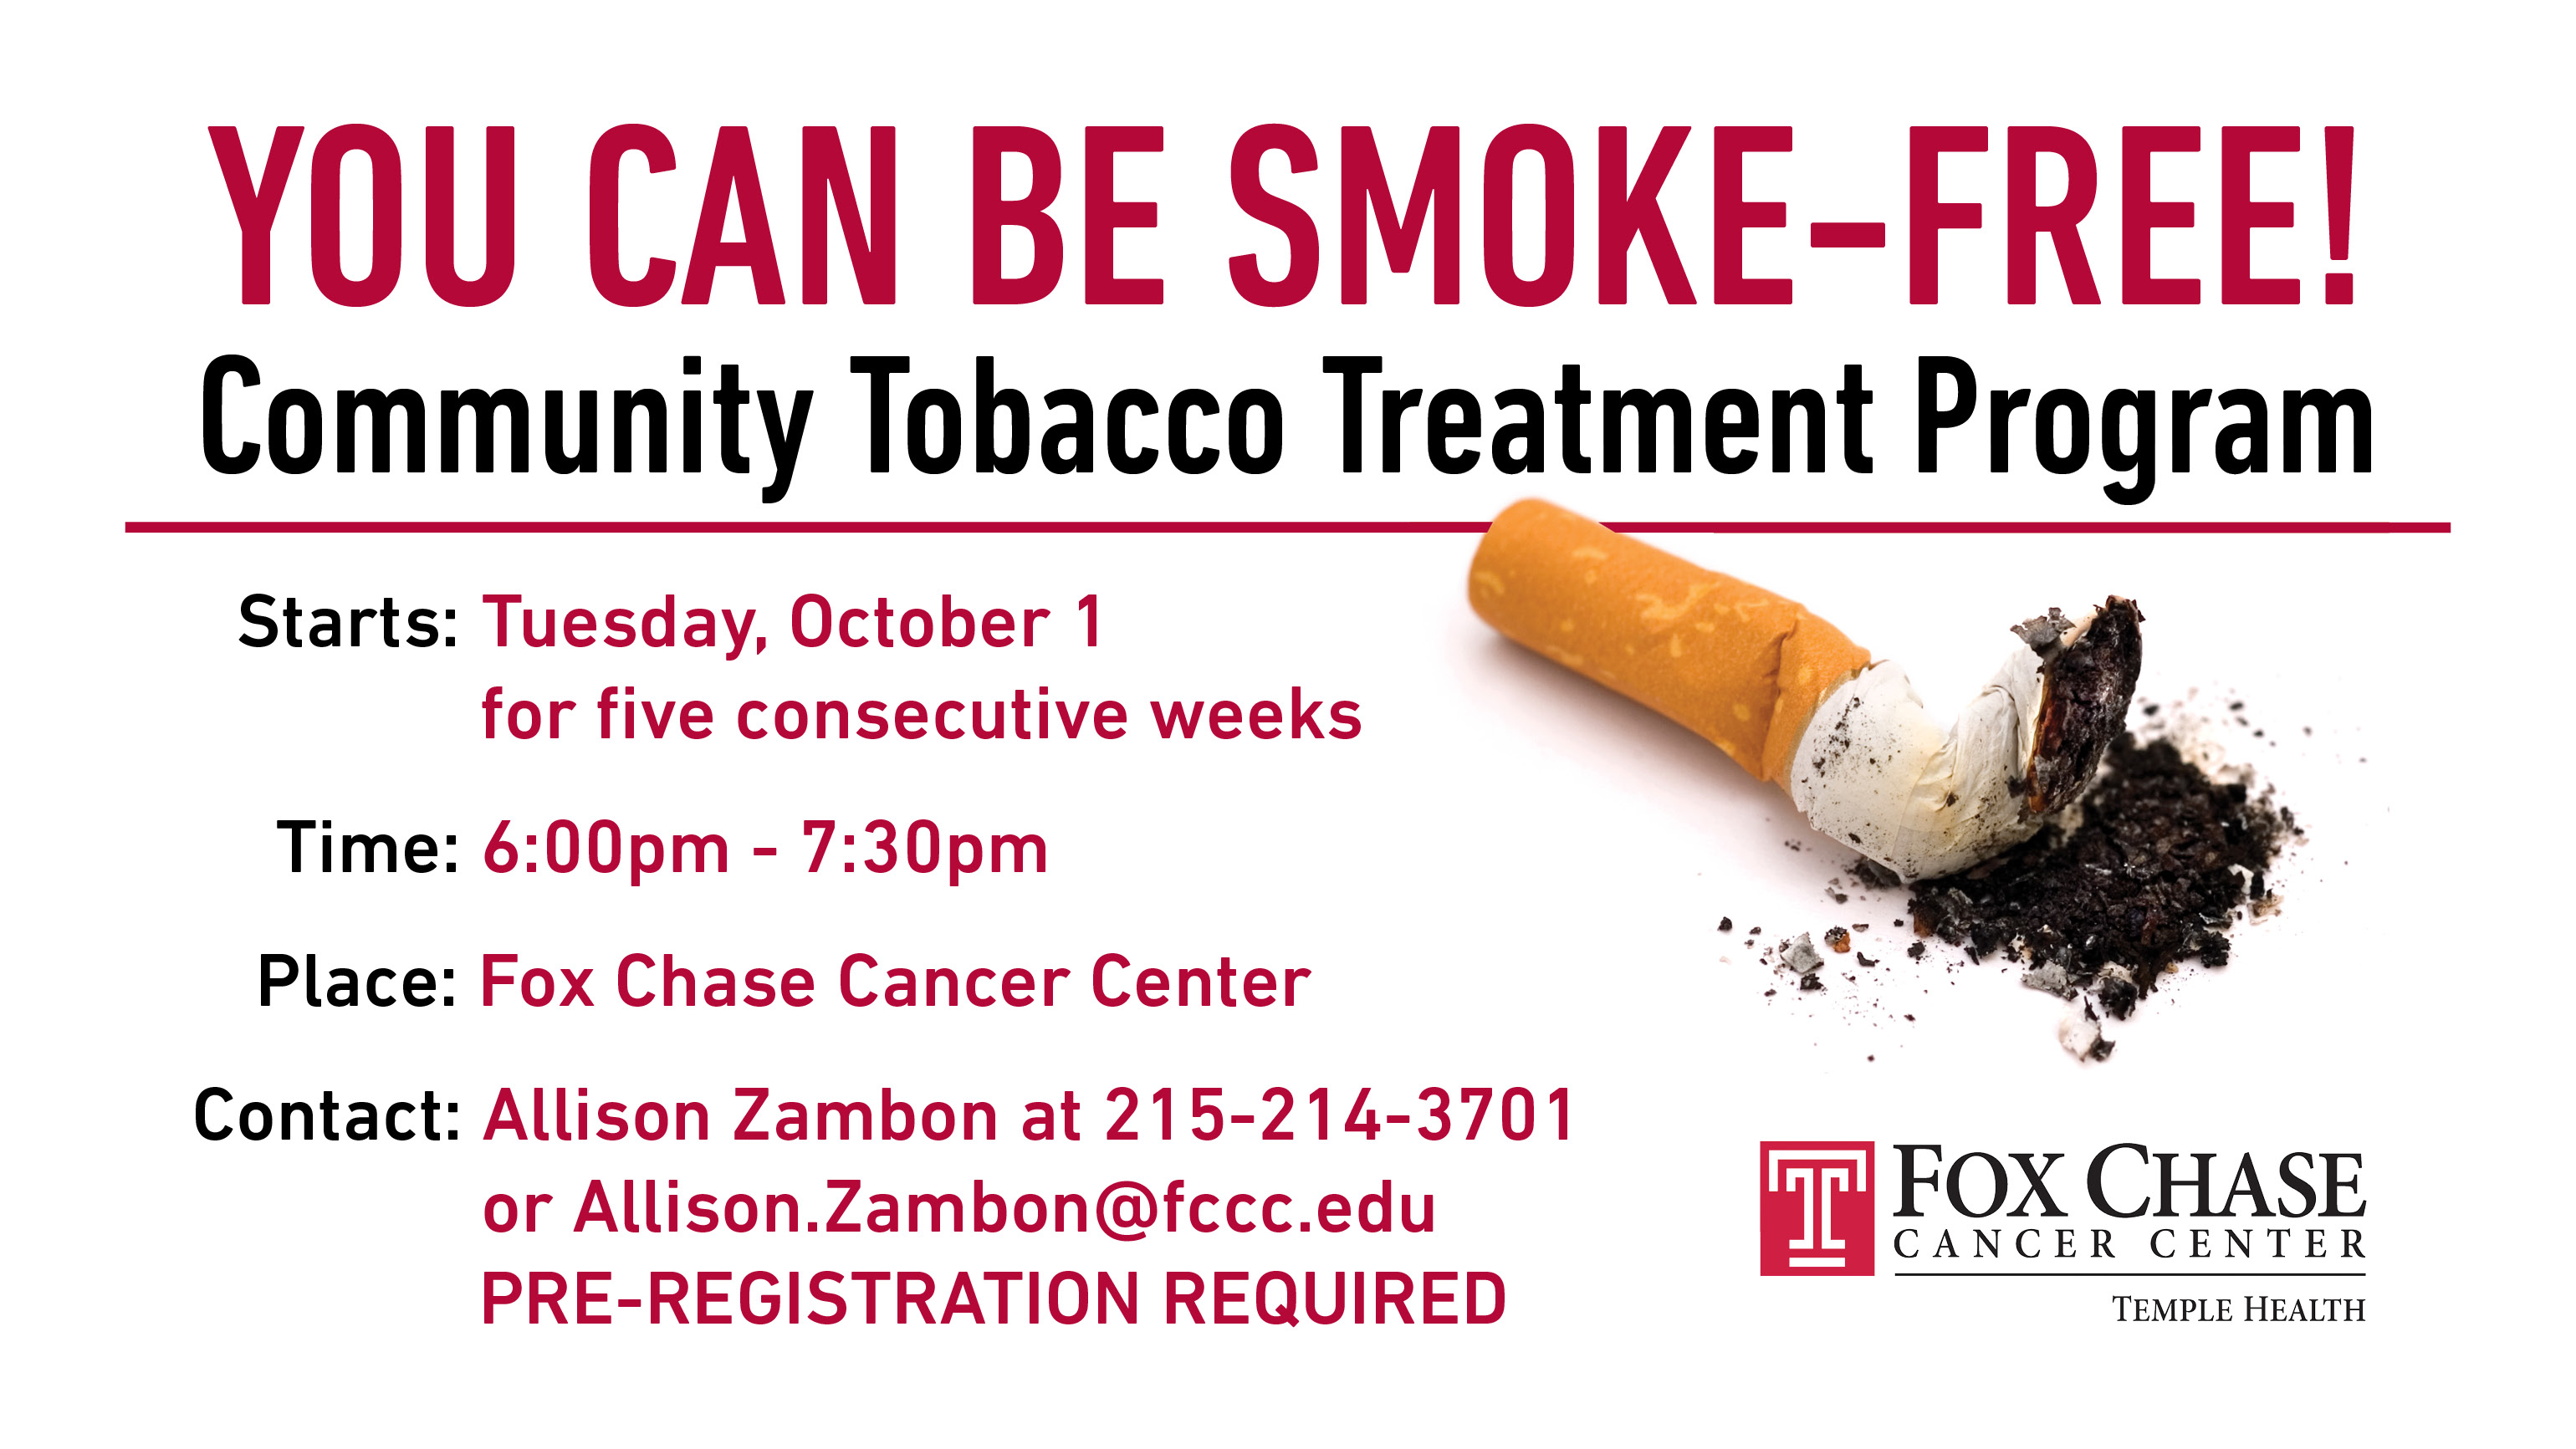 YOU CAN BE SMOKE-FREE!
Community Tobacco Treatment Program
Starts: Tuesday, October 1
for five consecutive weeks
Time: 6:00pm - 7:30pm
Place: Fox Chase Cancer Center
Contact: Allison Zambon at 215-214-3701
or Allison.Zambon@fccc.edu
PRE-REGISTRATION REQUIRED
T FOX CHASE
CANCER CENTER
TEMPLE HEALTH